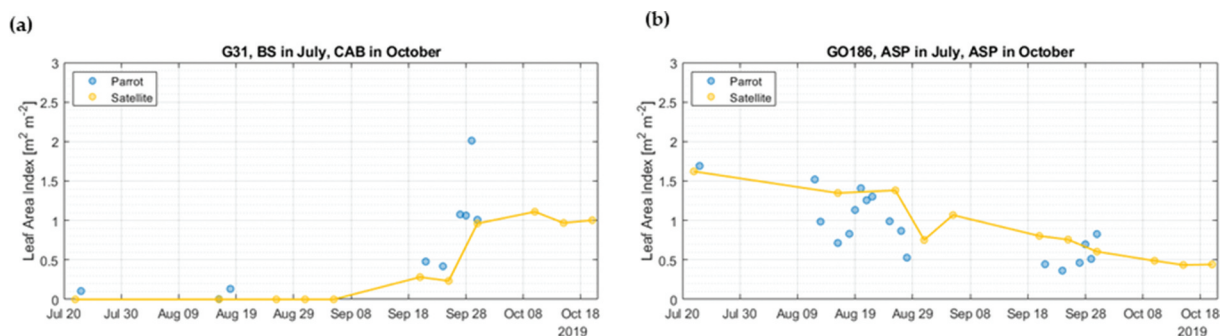 (a)
G31, BS in July, CAB in October
Leaf Area Index [m² m⁻²]
3
2.5
2
1.5
1
0.5
0
Parrot
Satellite
Jul 20 Jul 30 Aug 09 Aug 19 Aug 29 Sep 08 Sep 18 Sep 28 Oct 08 Oct 18
2019
(b)
GO186, ASP in July, ASP in October
Leaf Area Index [m² m⁻²]
3
2.5
2
1.5
1
0.5
0
Parrot
Satellite
Jul 20 Jul 30 Aug 09 Aug 19 Aug 29 Sep 08 Sep 18 Sep 28 Oct 08 Oct 18
2019